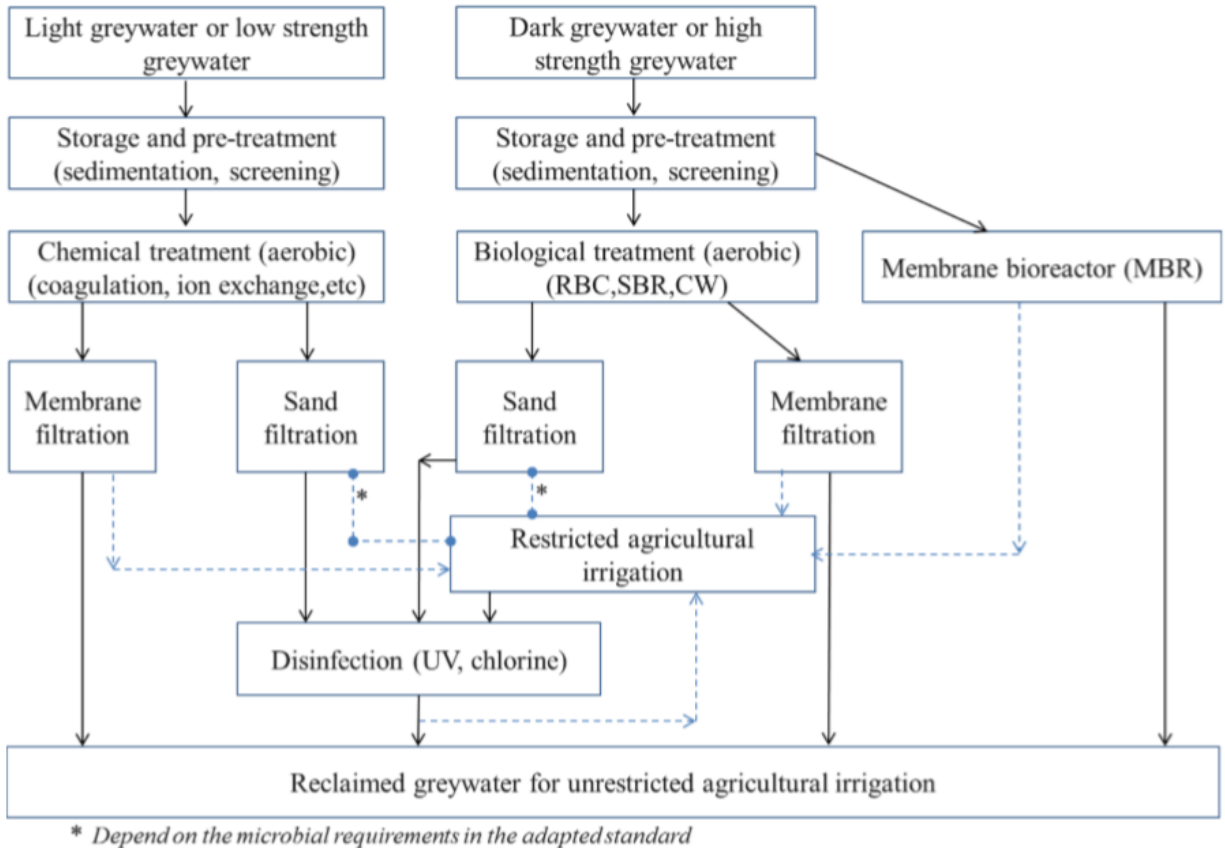 Light greywater or low strength
greywater
Dark greywater or high
strength greywater
Storage and pre-treatment
(sedimentation, screening)
Storage and pre-treatment
(sedimentation, screening)
Chemical treatment (aerobic)
(coagulation, ion exchange,etc)
Biological treatment (aerobic)
(RBC,SBR,CW)
Membrane bioreactor (MBR)
Membrane
filtration
Sand
filtration
Sand
filtration
Membrane
filtration
*
*
Restricted agricultural
irrigation
Disinfection (UV, chlorine)
Reclaimed greywater for unrestricted agricultural irrigation
* Depend on the microbial requirements in the adapted standard